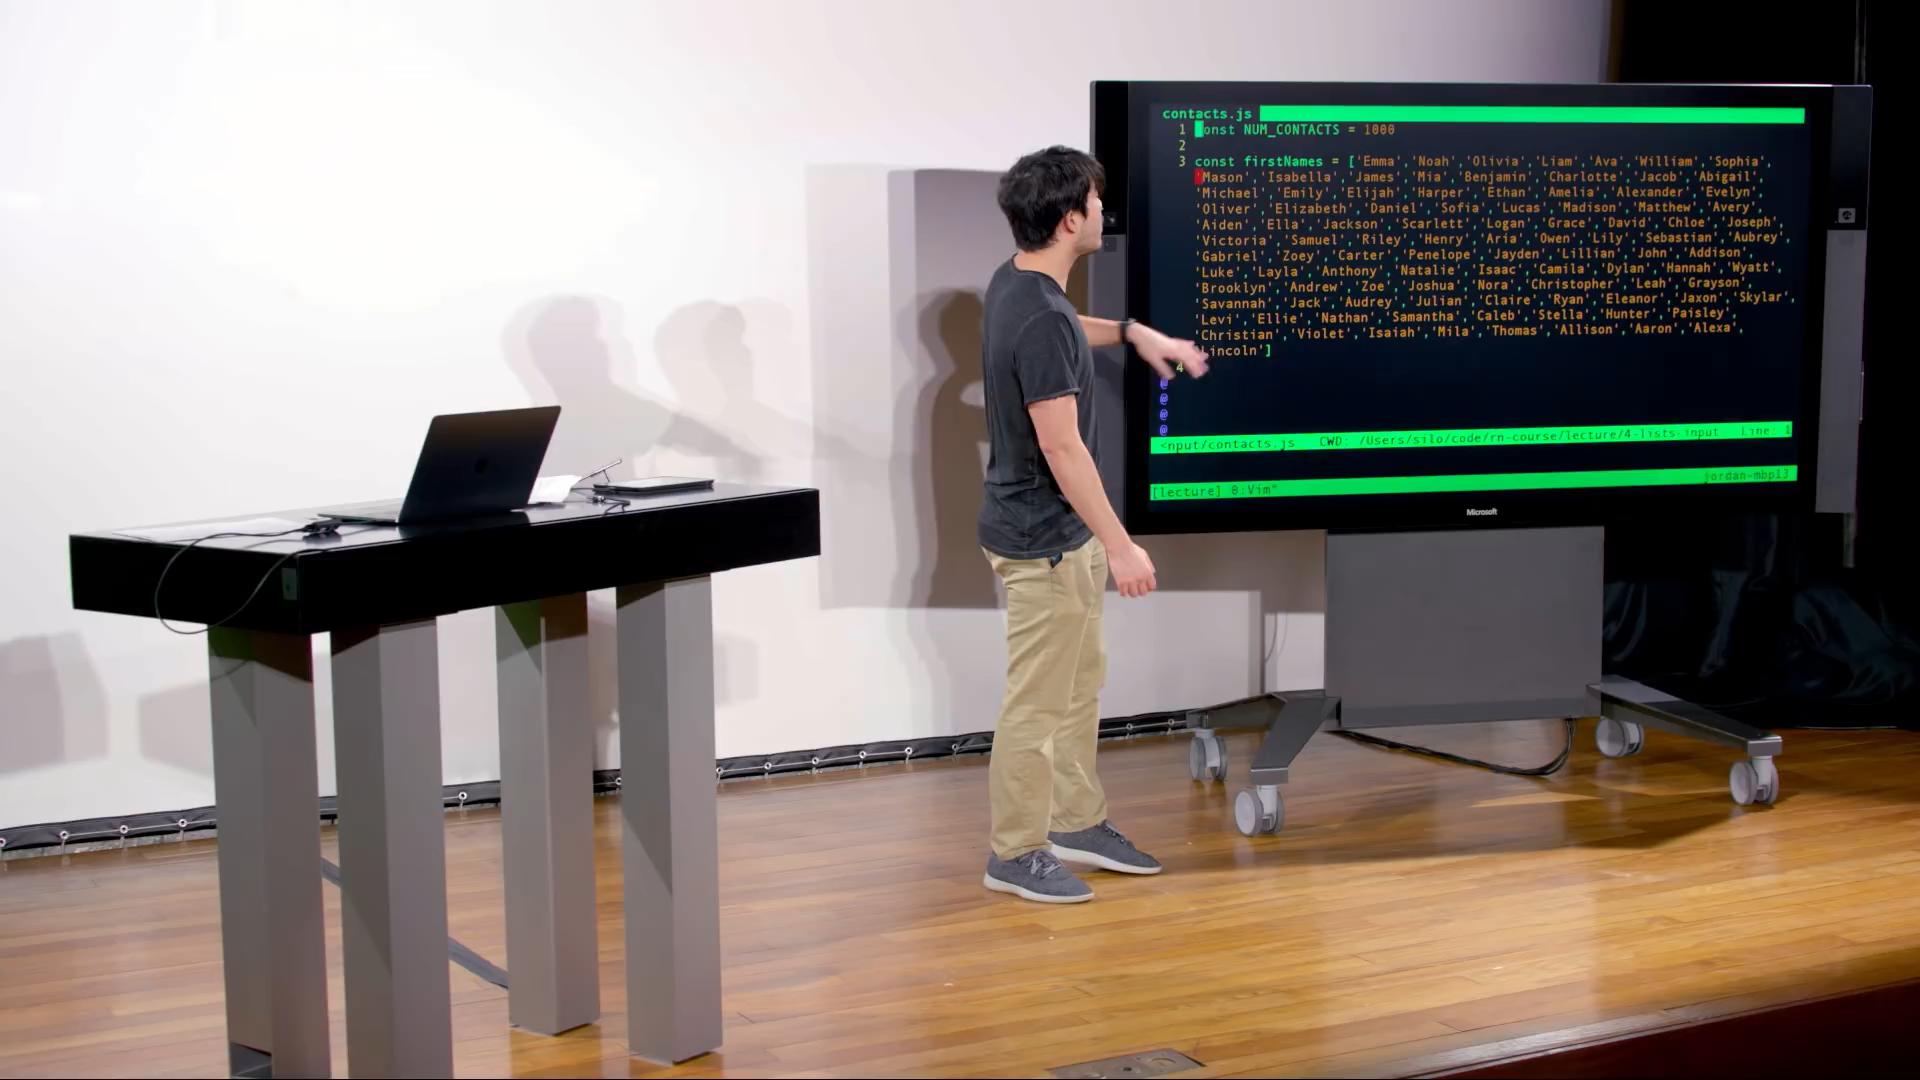 contacts.js
1 const NUM_CONTACTS = 1000
2
3 const firstNames = ['Emma','Noah','Olivia','Liam','Ava','William','Sophia',
'Mason','Isabella','James','Mia','Benjamin','Charlotte','Jacob','Abigail',
'Michael','Emily','Elijah','Harper','Ethan','Amelia','Alexander','Evelyn',
'Oliver','Elizabeth','Daniel','Sofia','Lucas','Madison','Matthew','Avery',
'Aiden','Ella','Jackson','Scarlett','Logan','Grace','David','Chloe','Joseph',
'Victoria','Samuel','Riley','Henry','Aria','Owen','Lily','Sebastian','Aubrey',
'Gabriel','Zoey','Carter','Penelope','Jayden','Lillian','John','Addison',
'Luke','Layla','Anthony','Natalie','Isaac','Camila','Dylan','Hannah','Wyatt',
'Brooklyn','Andrew','Zoe','Joshua','Nora','Christopher','Leah','Grayson',
'Savannah','Jack','Audrey','Julian','Claire','Ryan','Eleanor','Jaxon','Skylar',
'Levi','Ellie','Nathan','Samantha','Caleb','Stella','Hunter','Paisley',
'Christian','Violet','Isaiah','Mila','Thomas','Allison','Aaron','Alexa',
Lincoln']
4
@
@
@
@
<nput/contacts.js CWD: /Users/silo/code/rn-course/lecture/4-lists-input Line: 1
[lecture] 0:Vim* jordan-mbp13
Microsoft